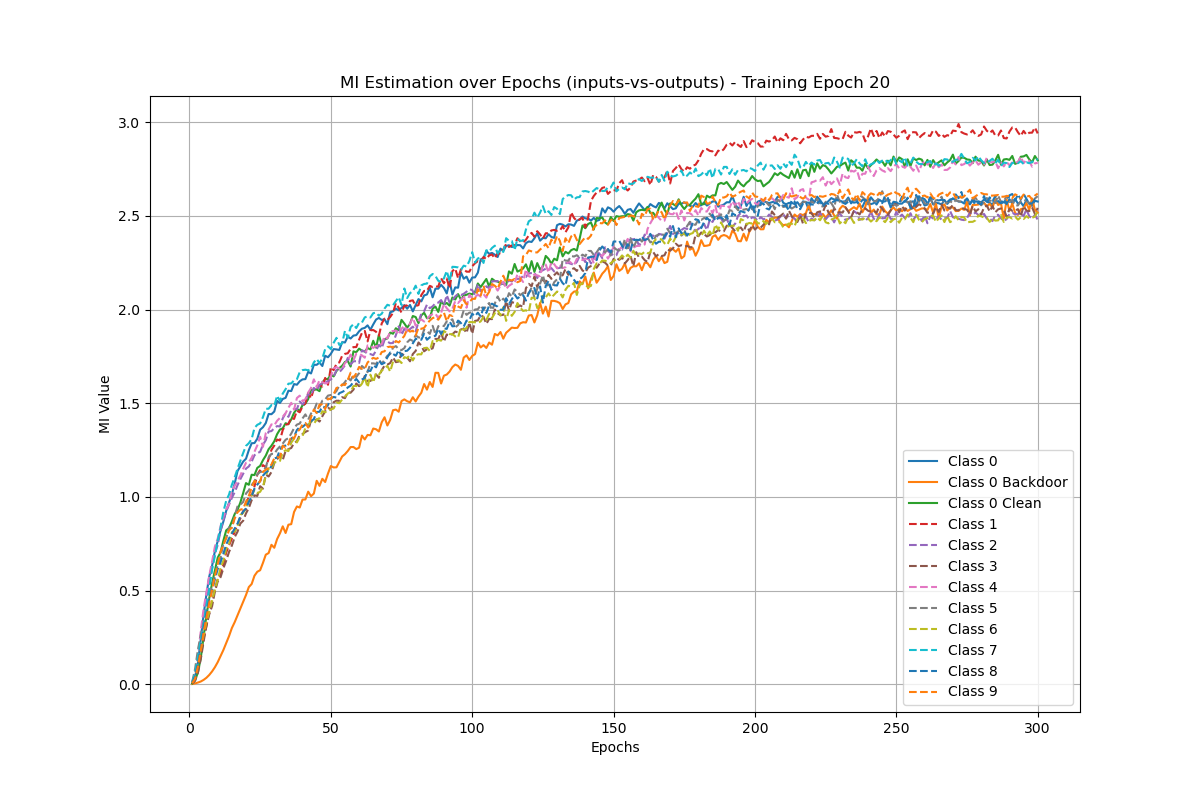 MI Estimation over Epochs (inputs-vs-outputs) - Training Epoch 20
3.0
2.5
2.0
1.5
1.0
0.5
0.0
MI Value
0 50 100 150 200 250 300
Epochs
Class 0
Class 0 Backdoor
Class 0 Clean
Class 1
Class 2
Class 3
Class 4
Class 5
Class 6
Class 7
Class 8
Class 9